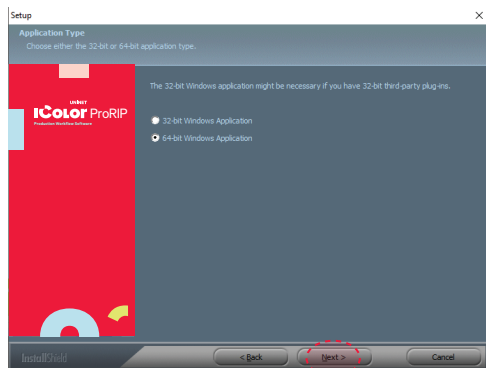 Setup
Application Type
Choose either the 32-bit or 64-bit application type.
The 32-bit Windows application might be necessary if you have 32-bit third-party plug-ins.
UNINET
IColor ProRIP
Production Workflow Software
32-bit Windows Application
64-bit Windows Application
InstallShield
< Back
Next >
Cancel